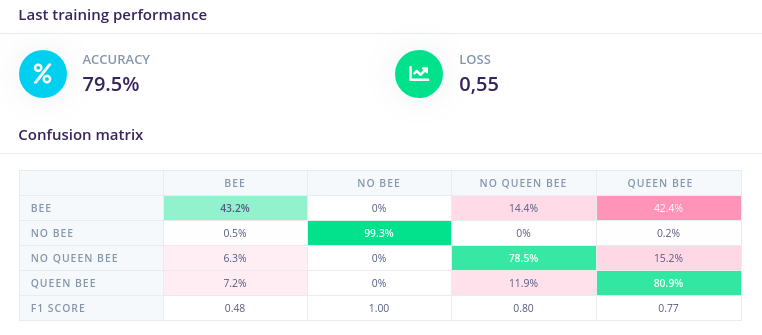 Last training performance
ACCURACY
79.5%
LOSS
0,55
Confusion matrix
BEE NO BEE NO QUEEN BEE QUEEN BEE
BEE 43.2% 0% 14.4% 42.4%
NO BEE 0.5% 99.3% 0% 0.2%
NO QUEEN BEE 6.3% 0% 78.5% 15.2%
QUEEN BEE 7.2% 0% 11.9% 80.9%
F1 SCORE 0.48 1.00 0.80 0.77